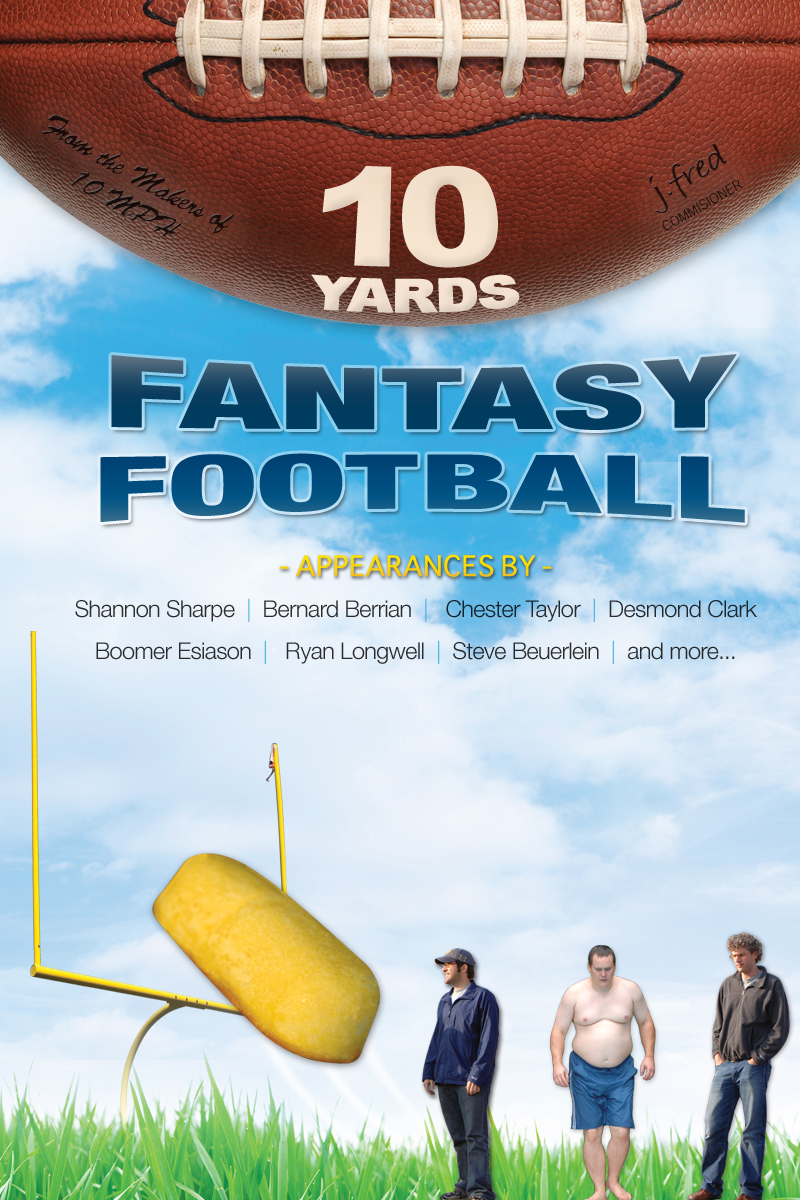 From the Makers of
10 MPH
j.fred
COMMISIONER
10
YARDS
FANTASY
FOOTBALL
- APPEARANCES BY -
Shannon Sharpe | Bernard Berrian | Chester Taylor | Desmond Clark
Boomer Esiason | Ryan Longwell | Steve Beuerlein | and more...